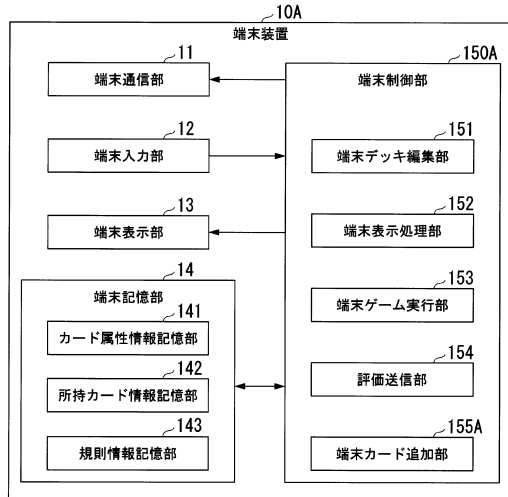 10A
端末装置
11
端末通信部
12
端末入力部
13
端末表示部
14
端末記憶部
141
カード属性情報記憶部
142
所持カード情報記憶部
143
規則情報記憶部
150A
端末制御部
151
端末デッキ編集部
152
端末表示処理部
153
端末ゲーム実行部
154
評価送信部
155A
端末カード追加部